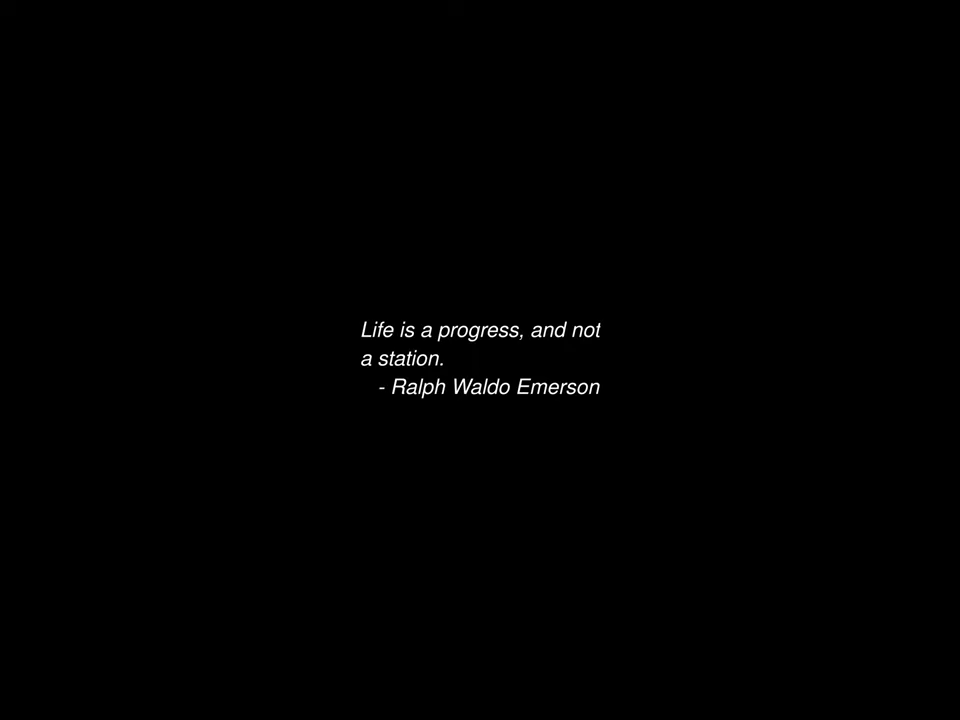 Life is a progress, and not
a station.
- Ralph Waldo Emerson